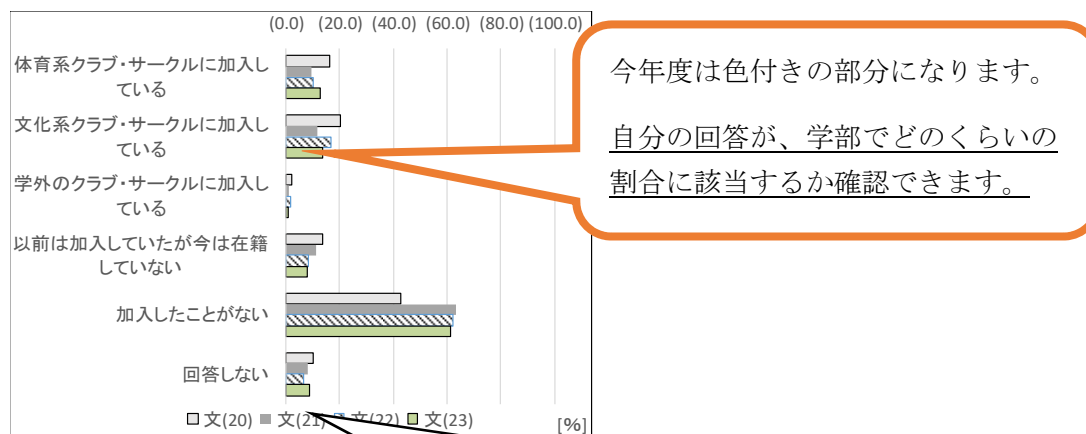 (0.0) (20.0) (40.0) (60.0) (80.0) (100.0)
体育系クラブ・サークルに加入し
ている
文化系クラブ・サークルに加入し
ている
学外のクラブ・サークルに加入し
ている
以前は加入していたが今は在籍
していない
加入したことがない
回答しない
文(20) 文(21) 文(22) 文(23)
[%]
今年度は色付きの部分になります。
自分の回答が、学部でどのくらいの
割合に該当するか確認できます。